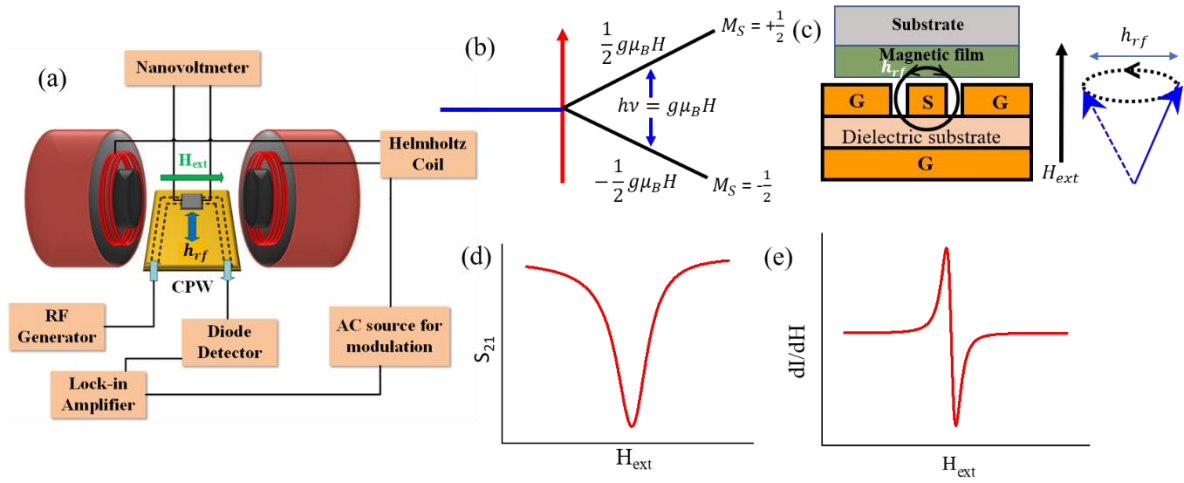 (a)
Nanovoltmeter
H_ext
h_rf
CPW
Helmholtz
Coil
RF
Generator
Diode
Detector
AC source for
modulation
Lock-in
Amplifier
(b)
1/2 gμ_B H
M_S = +1/2
hν = gμ_B H
-1/2 gμ_B H
M_S = -1/2
(c)
Substrate
Magnetic film
h_rf
G S G
Dielectric substrate
G
H_ext
h_rf
(d)
S_21
H_ext
(e)
dI/dH
H_ext